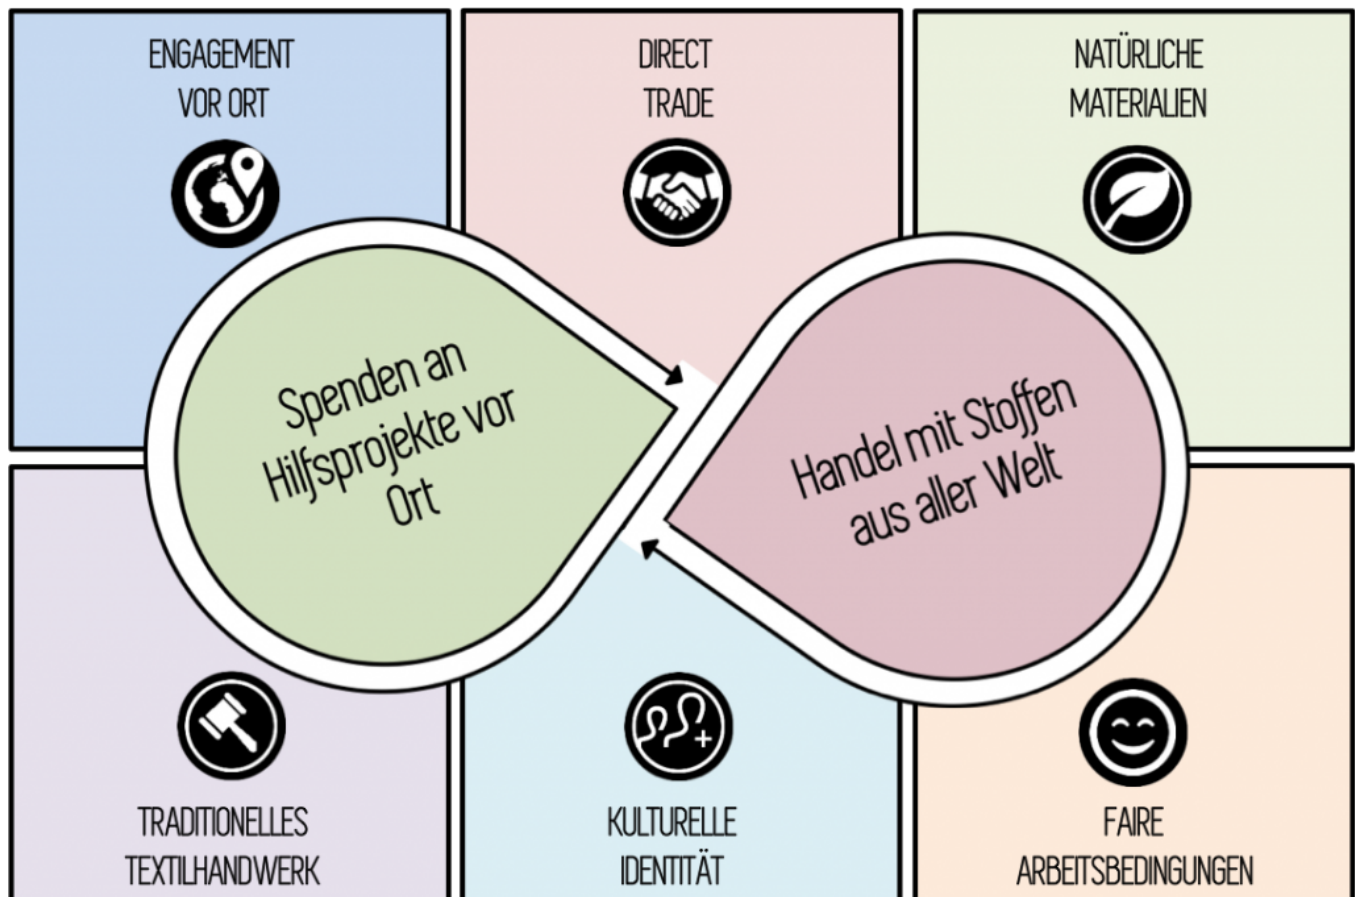 ENGAGEMENT
VOR ORT
DIRECT
TRADE
NATÜRLICHE
MATERIALIEN
Spenden an
Hilfsprojekte vor
Ort
Handel mit Stoffen
aus aller Welt
TRADITIONELLES
TEXTILHANDWERK
KULTURELLE
IDENTITÄT
FAIRE
ARBEITSBEDINGUNGEN